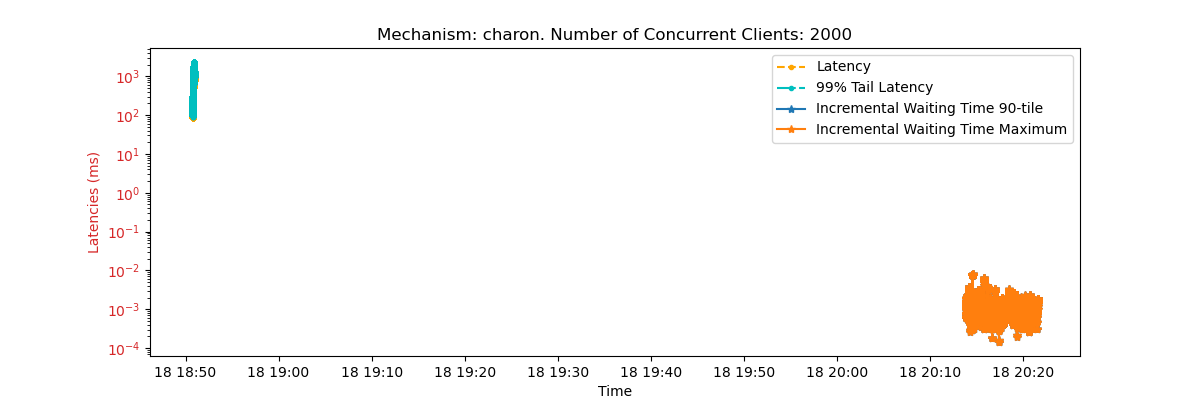 Mechanism: charon. Number of Concurrent Clients: 2000
Latency
99% Tail Latency
Incremental Waiting Time 90-tile
Incremental Waiting Time Maximum
Latencies (ms)
10³
10²
10¹
10⁰
10⁻¹
10⁻²
10⁻³
10⁻⁴
18 18:50 18 19:00 18 19:10 18 19:20 18 19:30 18 19:40 18 19:50 18 20:00 18 20:10 18 20:20
Time